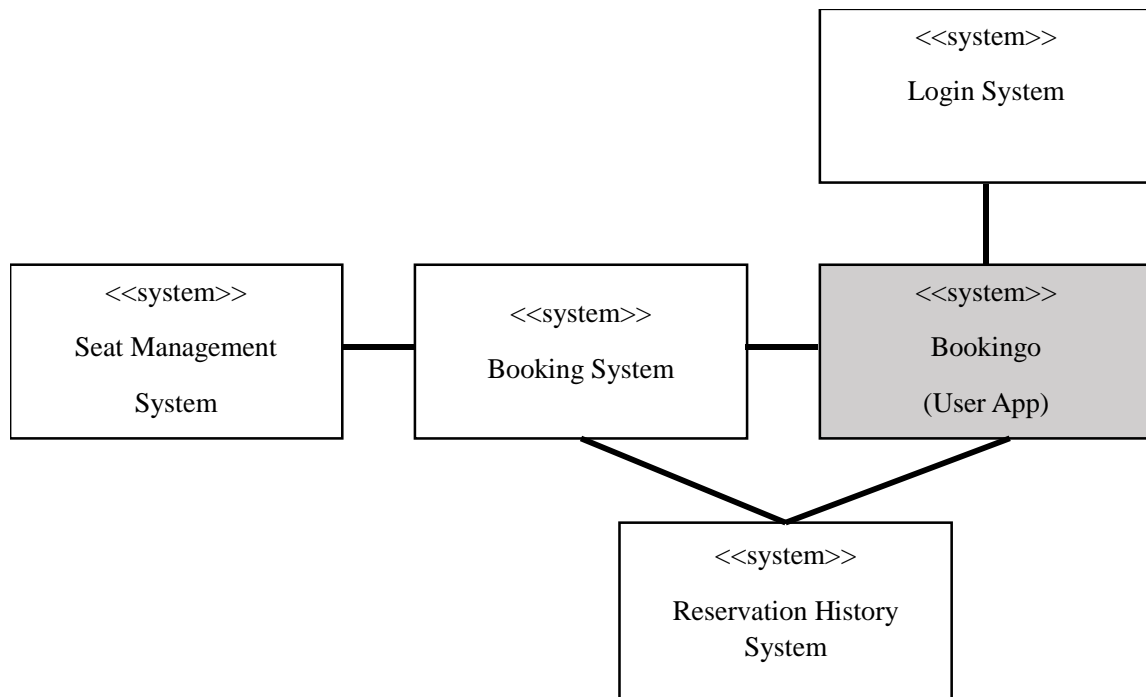 <<system>>
Login System
<<system>>
Seat Management
System
<<system>>
Booking System
<<system>>
Bookingo
(User App)
<<system>>
Reservation History
System